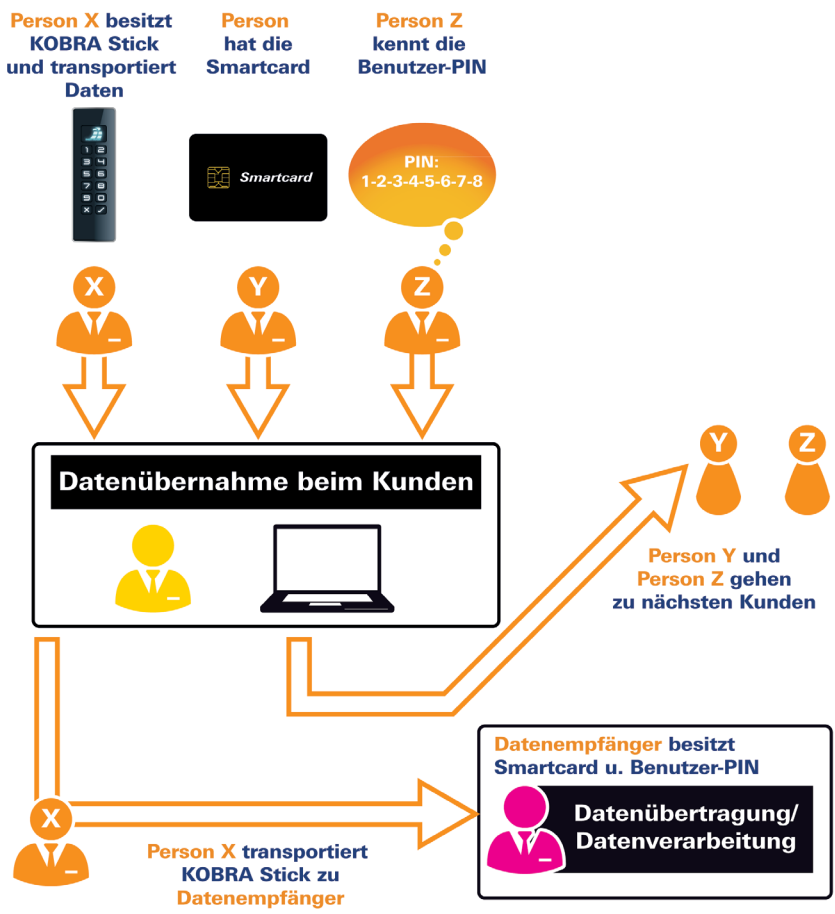 Person X besitzt
KOBRA Stick
und transportiert
Daten
Person
hat die
Smartcard
Person Z
kennt die
Benutzer-PIN
1 2
3 4
5 6
7 8
9 0
Smartcard
PIN:
1-2-3-4-5-6-7-8
X
Y
Z
Datenübernahme beim Kunden
Y
Z
Person Y und
Person Z gehen
zu nächsten Kunden
Datenempfänger besitzt
Smartcard u. Benutzer-PIN
Datenübertragung/
Datenverarbeitung
X
Person X transportiert
KOBRA Stick zu
Datenempfänger